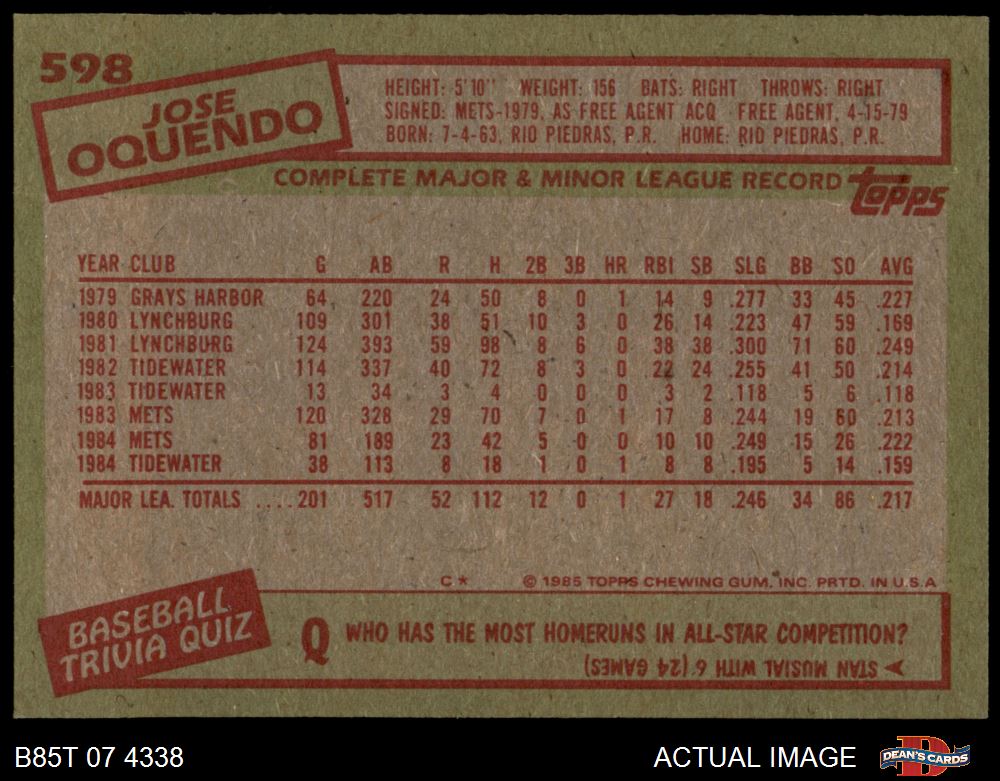 598
JOSE
OQUENDO
HEIGHT: 5'10" WEIGHT: 156 BATS: RIGHT THROWS: RIGHT
SIGNED: METS-1979, AS FREE AGENT ACQ FREE AGENT, 4-15-79
BORN: 7-4-63, RIO PIEDRAS, P.R. HOME: RIO PIEDRAS, P.R.
COMPLETE MAJOR & MINOR LEAGUE RECORD topps
YEAR CLUB G AB R H 2B 3B HR RBI SB SLG BB SO AVG
1979 GRAYS HARBOR 64 220 24 50 8 0 1 14 9 .277 33 45 .227
1980 LYNCHBURG 109 301 38 51 10 3 0 26 14 .223 47 59 .169
1981 LYNCHBURG 124 393 59 98 8 6 0 38 38 .300 71 60 .249
1982 TIDEWATER 114 337 40 72 8 3 0 22 24 .255 41 50 .214
1983 TIDEWATER 13 34 3 4 0 0 0 3 2 .118 5 6 .118
1983 METS 120 328 29 70 7 0 1 17 8 .244 19 60 .213
1984 METS 81 189 23 42 5 0 0 10 10 .249 15 26 .222
1984 TIDEWATER 38 113 8 18 1 0 1 8 8 .195 5 14 .159
MAJOR LEA. TOTALS .... 201 517 52 112 12 0 1 27 18 .246 34 86 .217
C* © 1985 TOPPS CHEWING GUM, INC. PRTD. IN U.S.A
BASEBALL
TRIVIA QUIZ
Q WHO HAS THE MOST HOMERUNS IN ALL-STAR COMPETITION?
STAN MUSIAL WITH 6 (24 GAMES)
B85T 07 4338 ACTUAL IMAGE DEAN'S CARDS